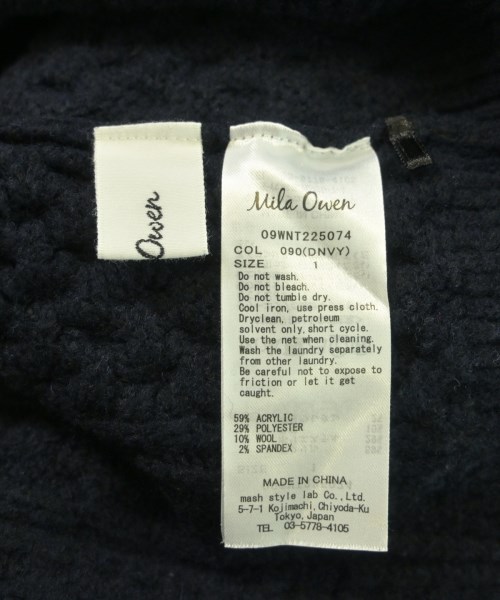 Owen
Mila Owen
09WNT225074
COL 090(DNVY)
SIZE 1
Do not wash.
Do not bleach.
Do not tumble dry.
Cool iron, use press cloth.
Dryclean, petroleum
solvent only, short cycle.
Use the net when cleaning.
Wash the laundry separately
from other laundry.
Be careful not to expose to
friction or let it get
caught.
59% ACRYLIC
29% POLYESTER
10% WOOL
2% SPANDEX
MADE IN CHINA
mash style lab Co.,Ltd.
5-7-1 Kojimachi,Chiyoda-Ku
Tokyo,Japan
TEL 03-5778-4105